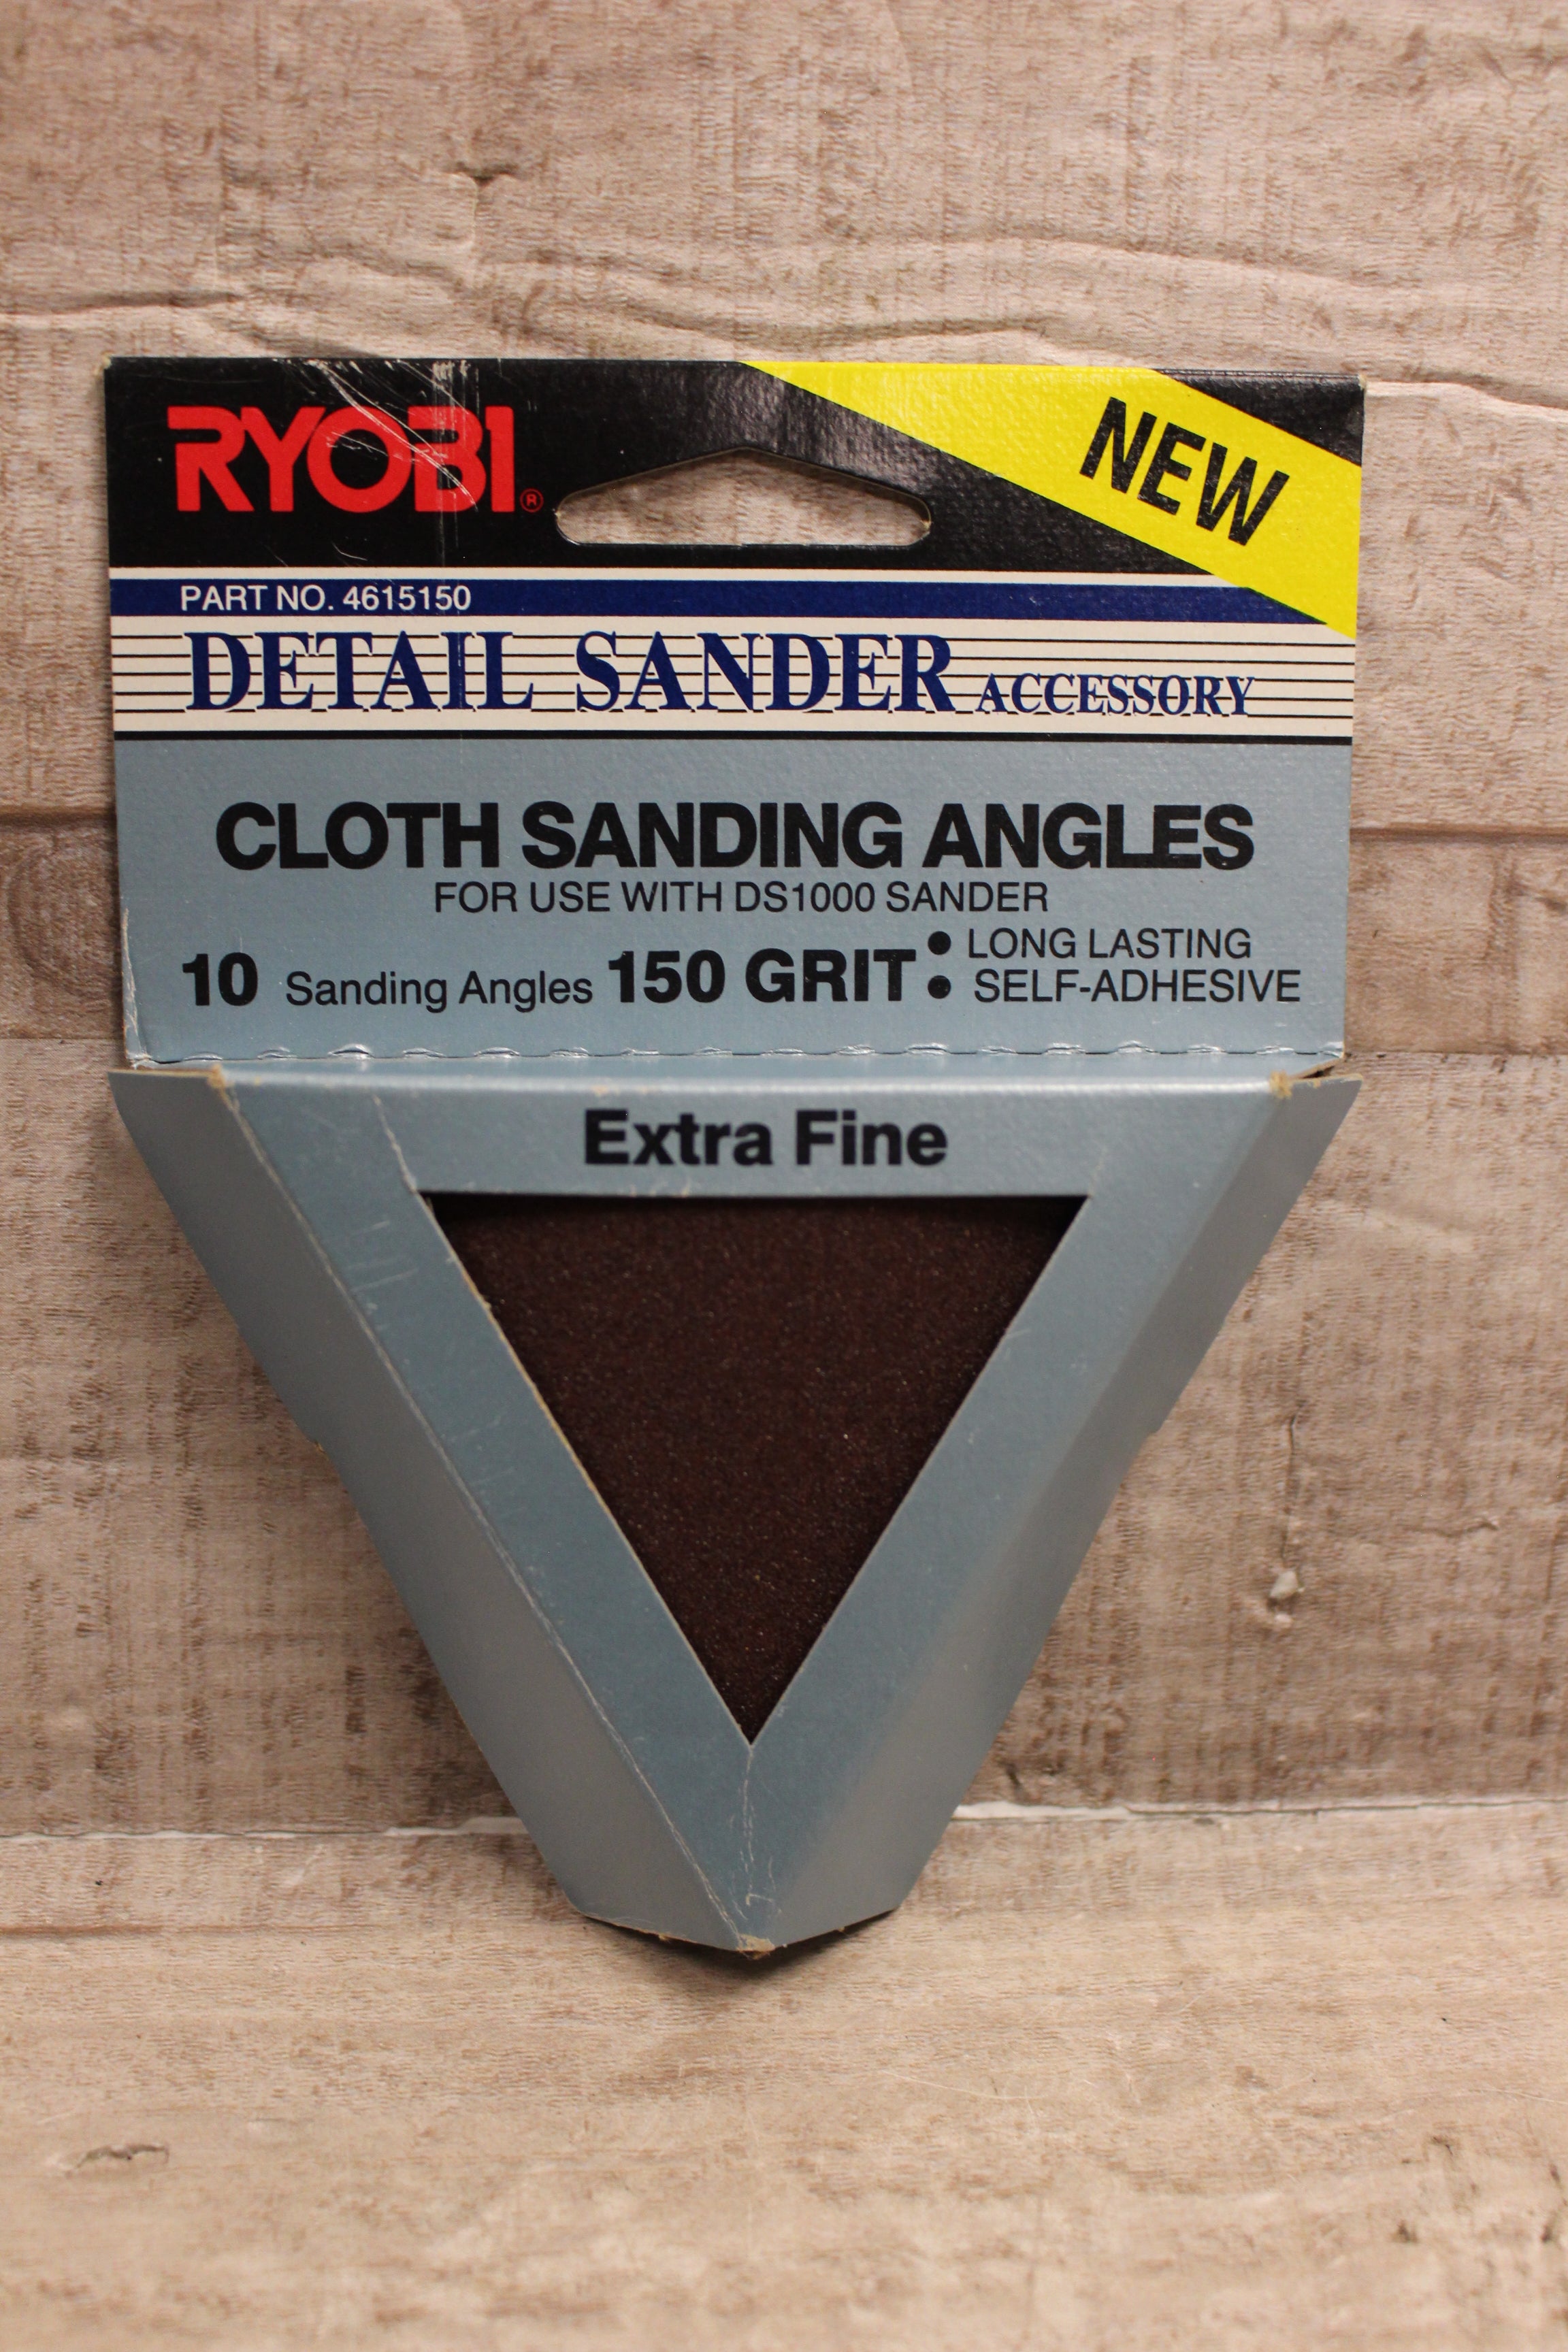 RYOBI®
NEW
PART NO. 4615150
DETAIL SANDER ACCESSORY
CLOTH SANDING ANGLES
FOR USE WITH DS1000 SANDER
10 Sanding Angles 150 GRIT: • LONG LASTING
• SELF-ADHESIVE
Extra Fine